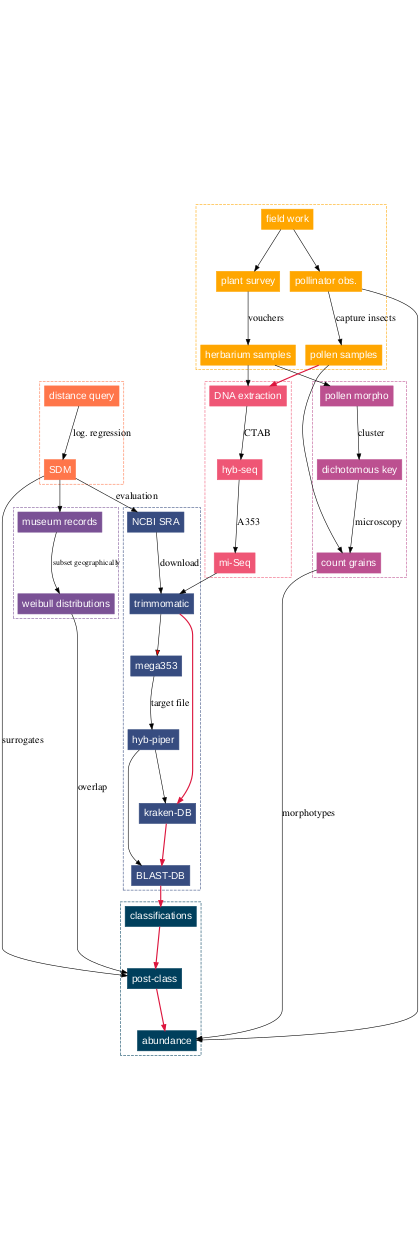 field work
plant survey
pollinator obs.
vouchers
capture insects
herbarium samples
pollen samples
distance query
DNA extraction
pollen morpho
log. regression
CTAB
cluster
SDM
hyb-seq
dichotomous key
evaluation
museum records
NCBI SRA
A353
microscopy
subset geographically
download
mi-Seq
count grains
weibull distributions
trimmomatic
mega353
target file
hyb-piper
surrogates
overlap
kraken-DB
morphotypes
BLAST-DB
classifications
post-class
abundance